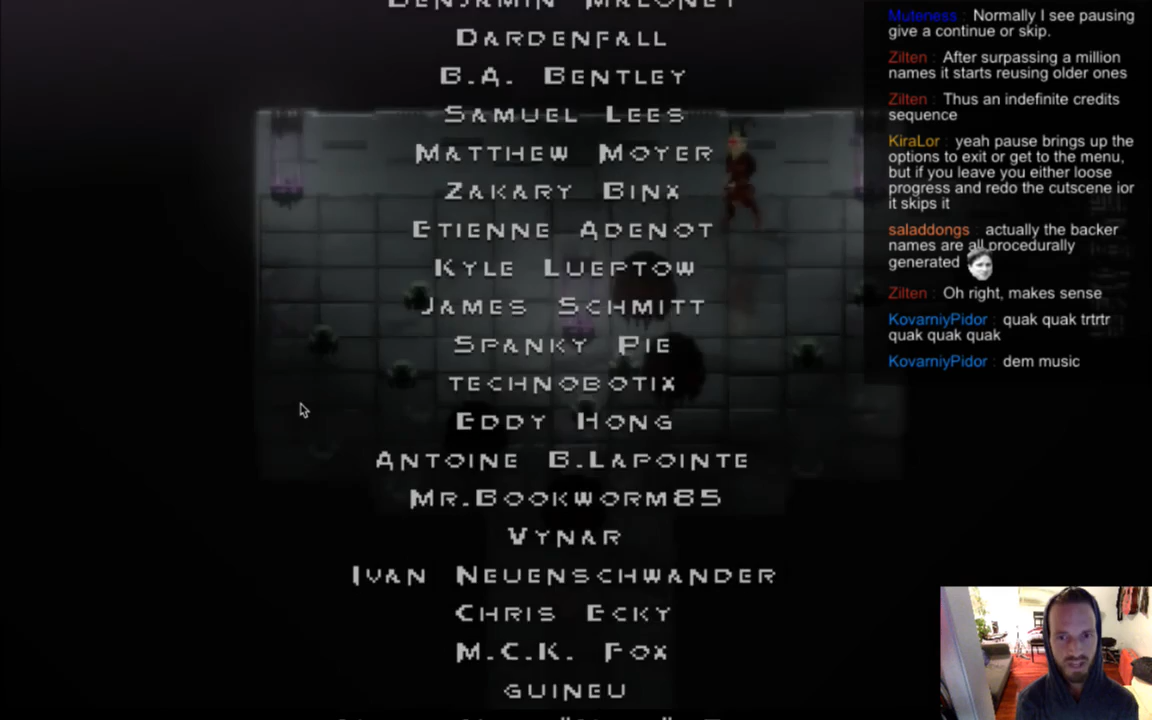 Benjamin Maloney
Dardenfall
B.A. Bentley
Samuel Lees
Matthew Moyer
Zakary Binx
Etienne Adenot
Kyle Lueptow
James Schmitt
Spanky Pie
technobotix
Eddy Hong
Antoine B.Lapointe
Mr.Bookworm85
Vynar
Ivan Neuenschwander
Chris Ecky
M.C.K. Fox
guineu
Muteness : Normally I see pausing
give a continue or skip.
Zilten : After surpassing a million
names it starts reusing older ones
Zilten : Thus an indefinite credits
sequence
KiraLor : yeah pause brings up the
options to exit or get to the menu,
but if you leave you either loose
progress and redo the cutscene ior
it skips it
saladdongs : actually the backer
names are all procedurally
generated
Zilten : Oh right, makes sense
KovarniyPidor : quak quak trtrtr
quak quak quak
KovarniyPidor : dem music